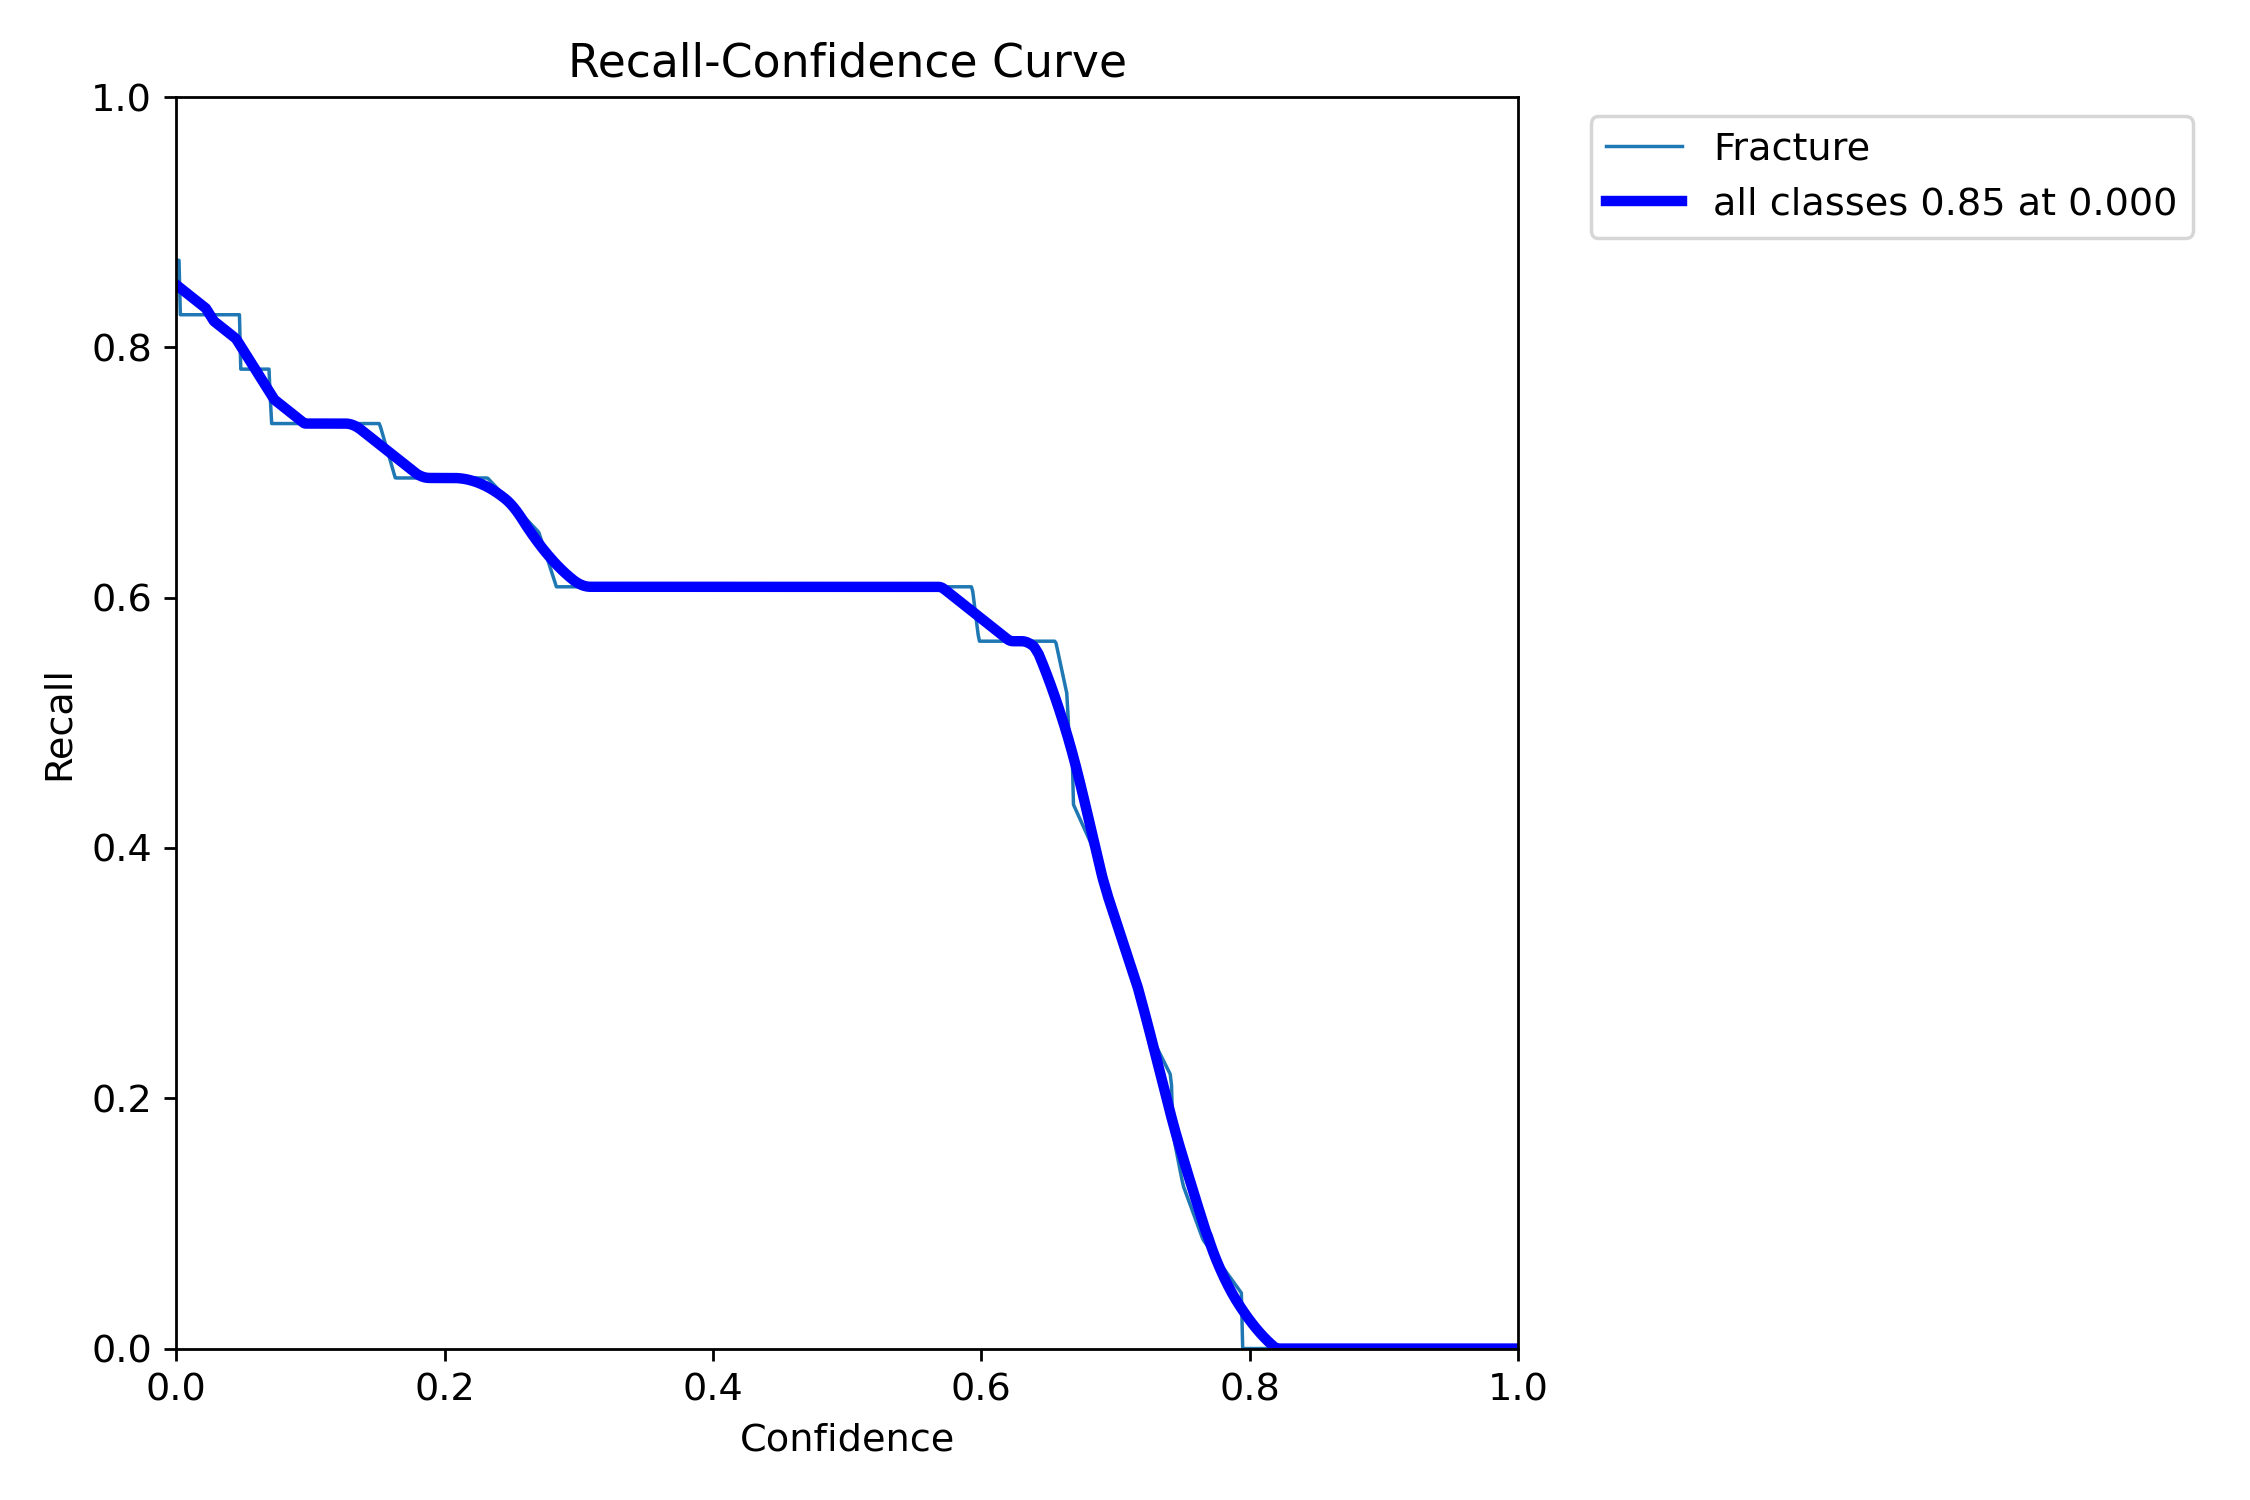 Recall-Confidence Curve
Fracture
all classes 0.85 at 0.000
1.0
0.8
0.6
0.4
0.2
0.0
Recall
0.0 0.2 0.4 0.6 0.8 1.0
Confidence